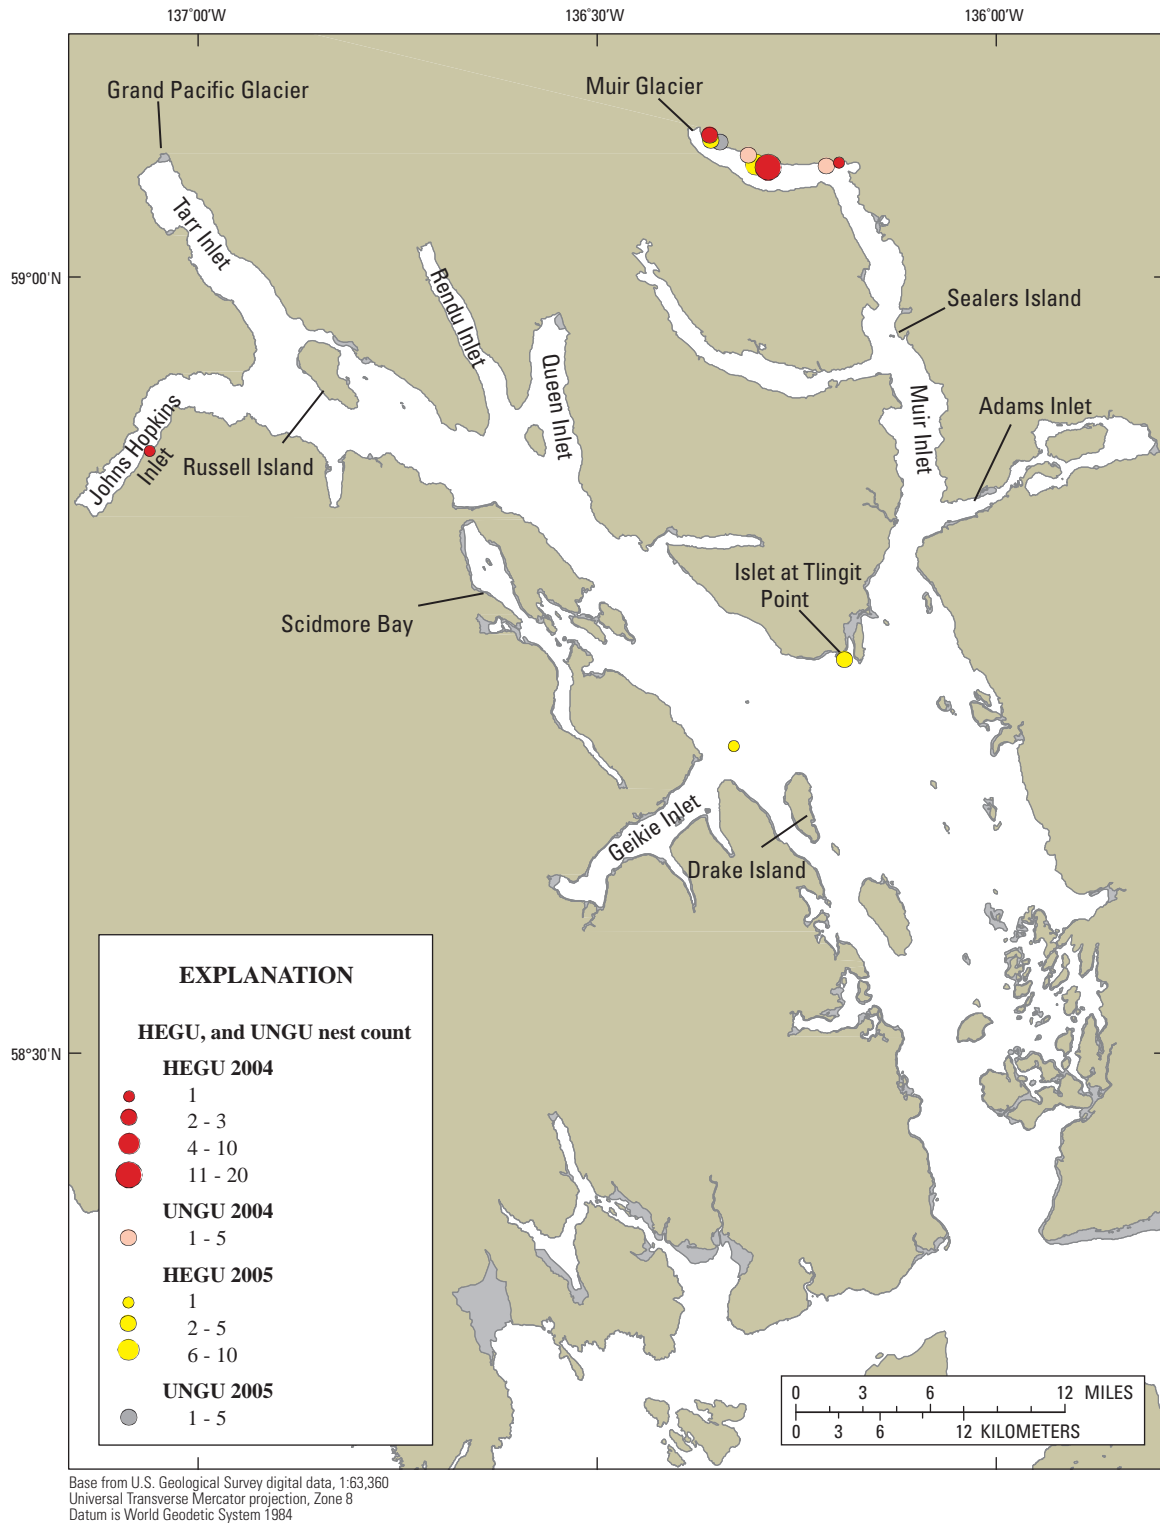 137°00'W
136°30'W
136°00'W
Grand Pacific Glacier
Muir Glacier
Tarr Inlet
59°00'N
Rendu Inlet
Sealers Island
Queen Inlet
Muir Inlet
Adams Inlet
Johns Hopkins
Inlet
Russell Island
Islet at Tlingit
Point
Scidmore Bay
Geikie Inlet
Drake Island
58°30'N
EXPLANATION
HEGU, and UNGU nest count
HEGU 2004
1
2 - 3
4 - 10
11 - 20
UNGU 2004
1 - 5
HEGU 2005
1
2 - 5
6 - 10
UNGU 2005
1 - 5
0 3 6 12 MILES
0 3 6 12 KILOMETERS
Base from U.S. Geological Survey digital data, 1:63,360
Universal Transverse Mercator projection, Zone 8
Datum is World Geodetic System 1984